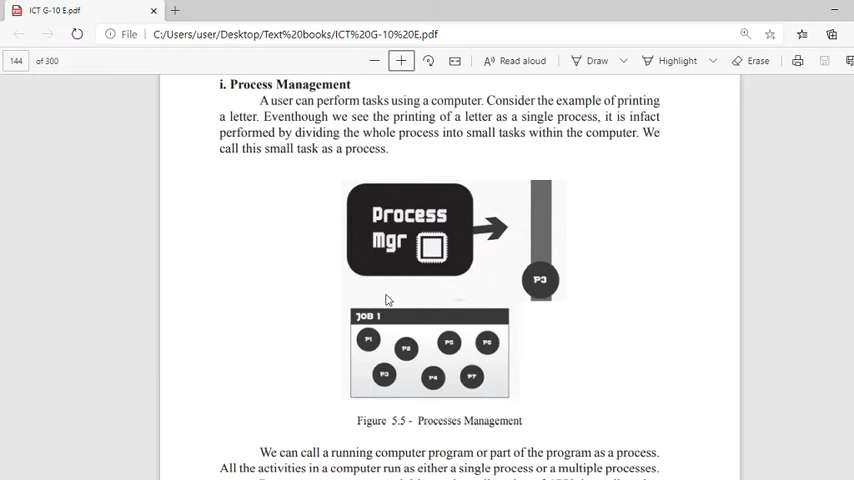 ICT G-10 E.pdf
File
C:/Users/user/Desktop/Text%20books/ICT%20G-10%20E.pdf
144 of 300
Read aloud
Draw
Highlight
Erase
i. Process Management
A user can perform tasks using a computer. Consider the example of printing
a letter. Eventhough we see the printing of a letter as a single process, it is infact
performed by dividing the whole process into small tasks within the computer. We
call this small task as a process.
Process
Mgr
P3
JOB 1
P1 P2 P5 P6
P3 P4 P7
Figure 5.5 - Processes Management
We can call a running computer program or part of the program as a process.
All the activities in a computer run as either a single process or a multiple processes.